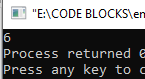 "E:\CODE BLOCKS\en
6
Process returned 0
Press any key to c